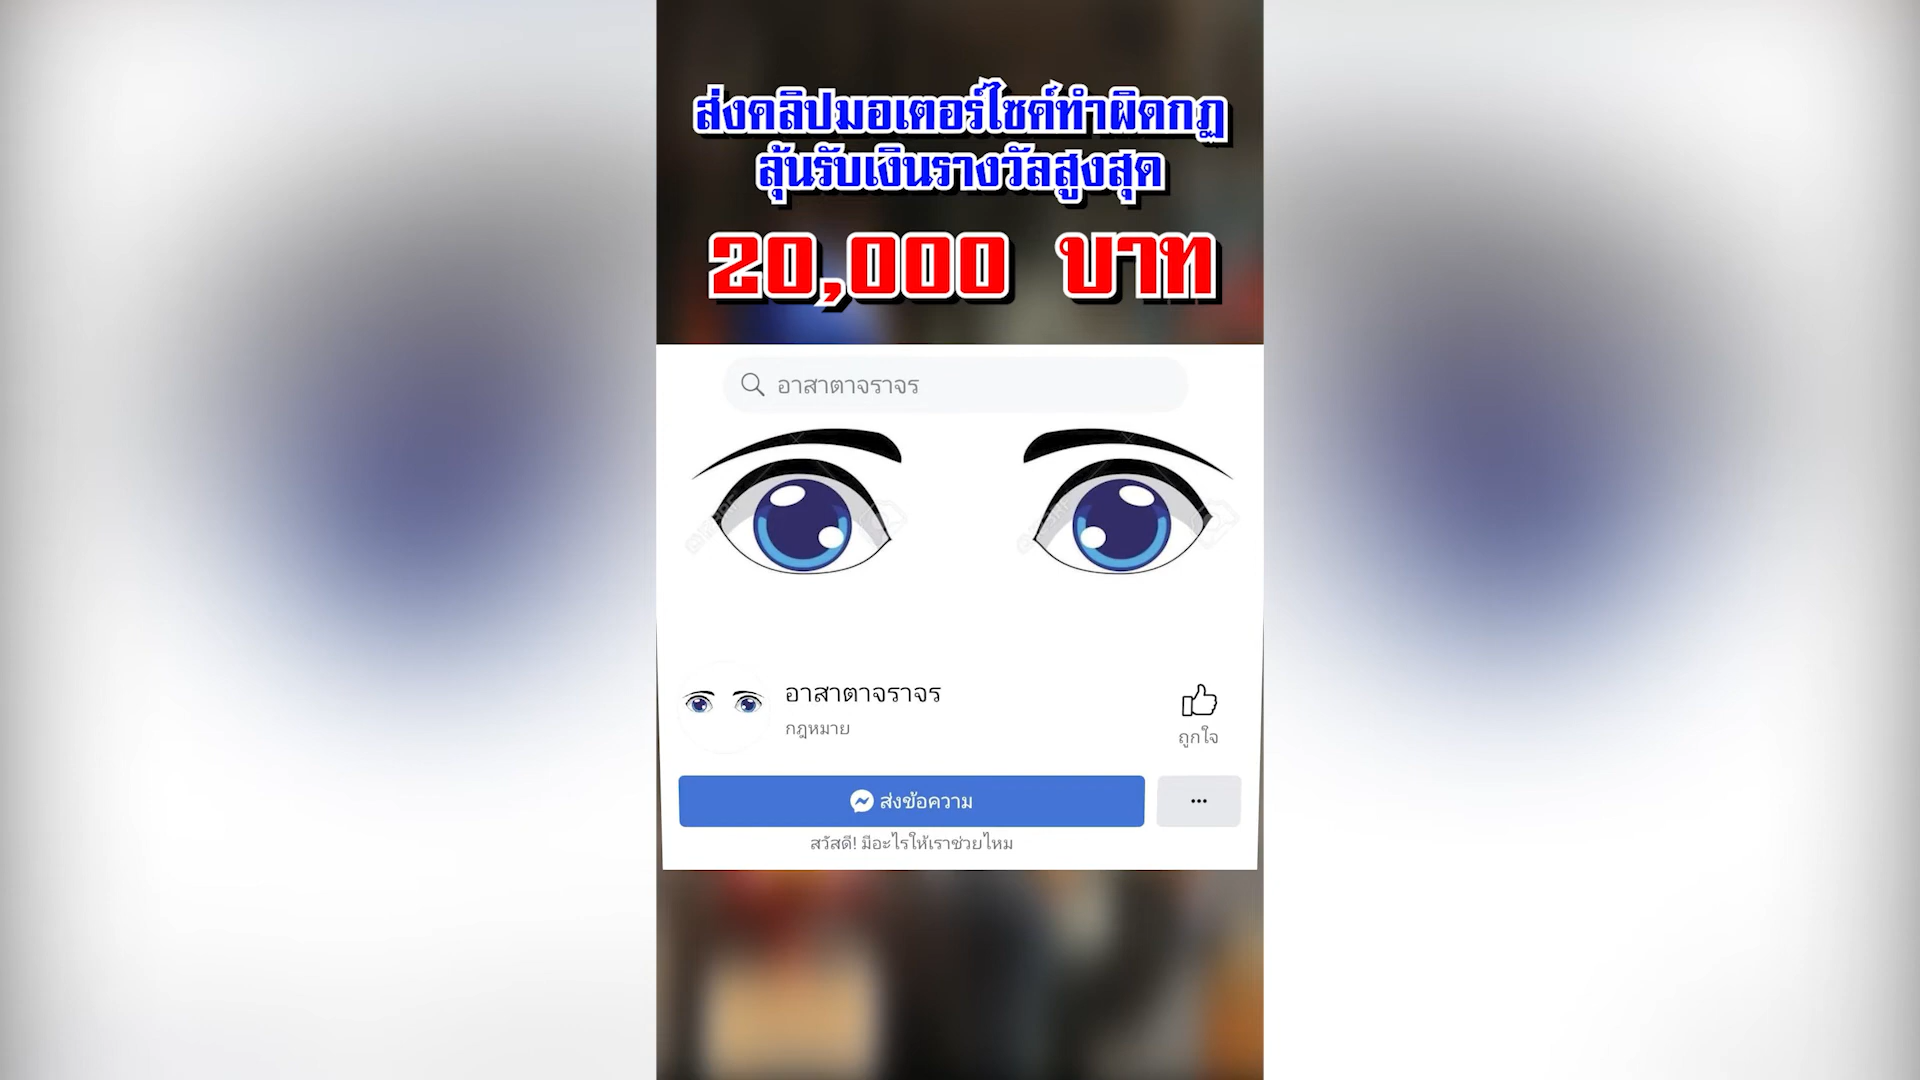 ส่งคลิปมอเตอร์ไซค์ทำผิดกฎ
ลุ้นรับเงินรางวัลสูงสุด
20,000 บาท
อาสาตาจราจร
อาสาตาจราจร
กฎหมาย
ถูกใจ
ส่งข้อความ
สวัสดี! มีอะไรให้เราช่วยไหม